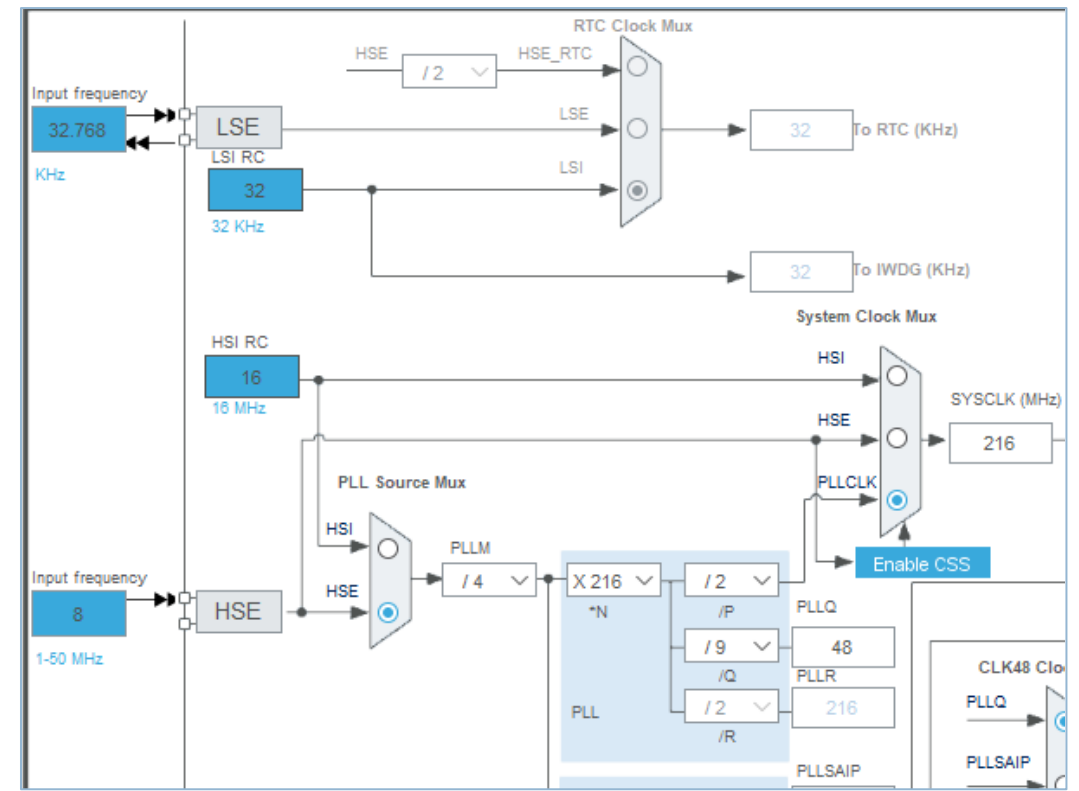 RTC Clock Mux
HSE
/ 2
HSE_RTC
Input frequency
32.768
KHz
LSE
LSE
32
To RTC (KHz)
LSI RC
32
32 KHz
LSI
32
To IWDG (KHz)
System Clock Mux
HSI RC
16
16 MHz
HSI
HSE
PLLCLK
SYSCLK (MHz)
216
Enable CSS
PLL Source Mux
HSI
HSE
Input frequency
8
1-50 MHz
HSE
PLLM
/ 4
X 216
*N
/ 2
/P
PLLQ
/ 9
48
/Q
PLLR
/ 2
216
/R
PLL
CLK48 Clo
PLLQ
PLLSAIP
PLLSAIP